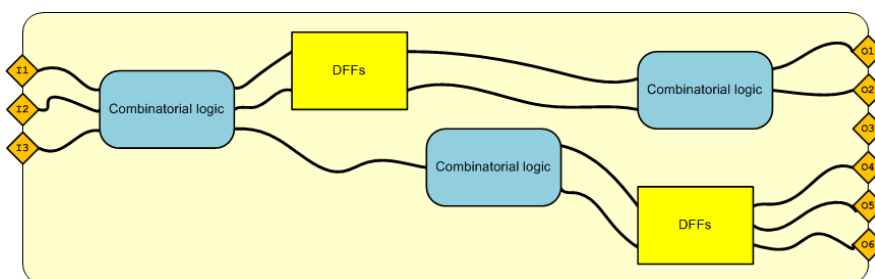 I1
I2
I3
Combinatorial logic
DFFs
Combinatorial logic
Combinatorial logic
DFFs
O1
O2
O3
O4
O5
O6